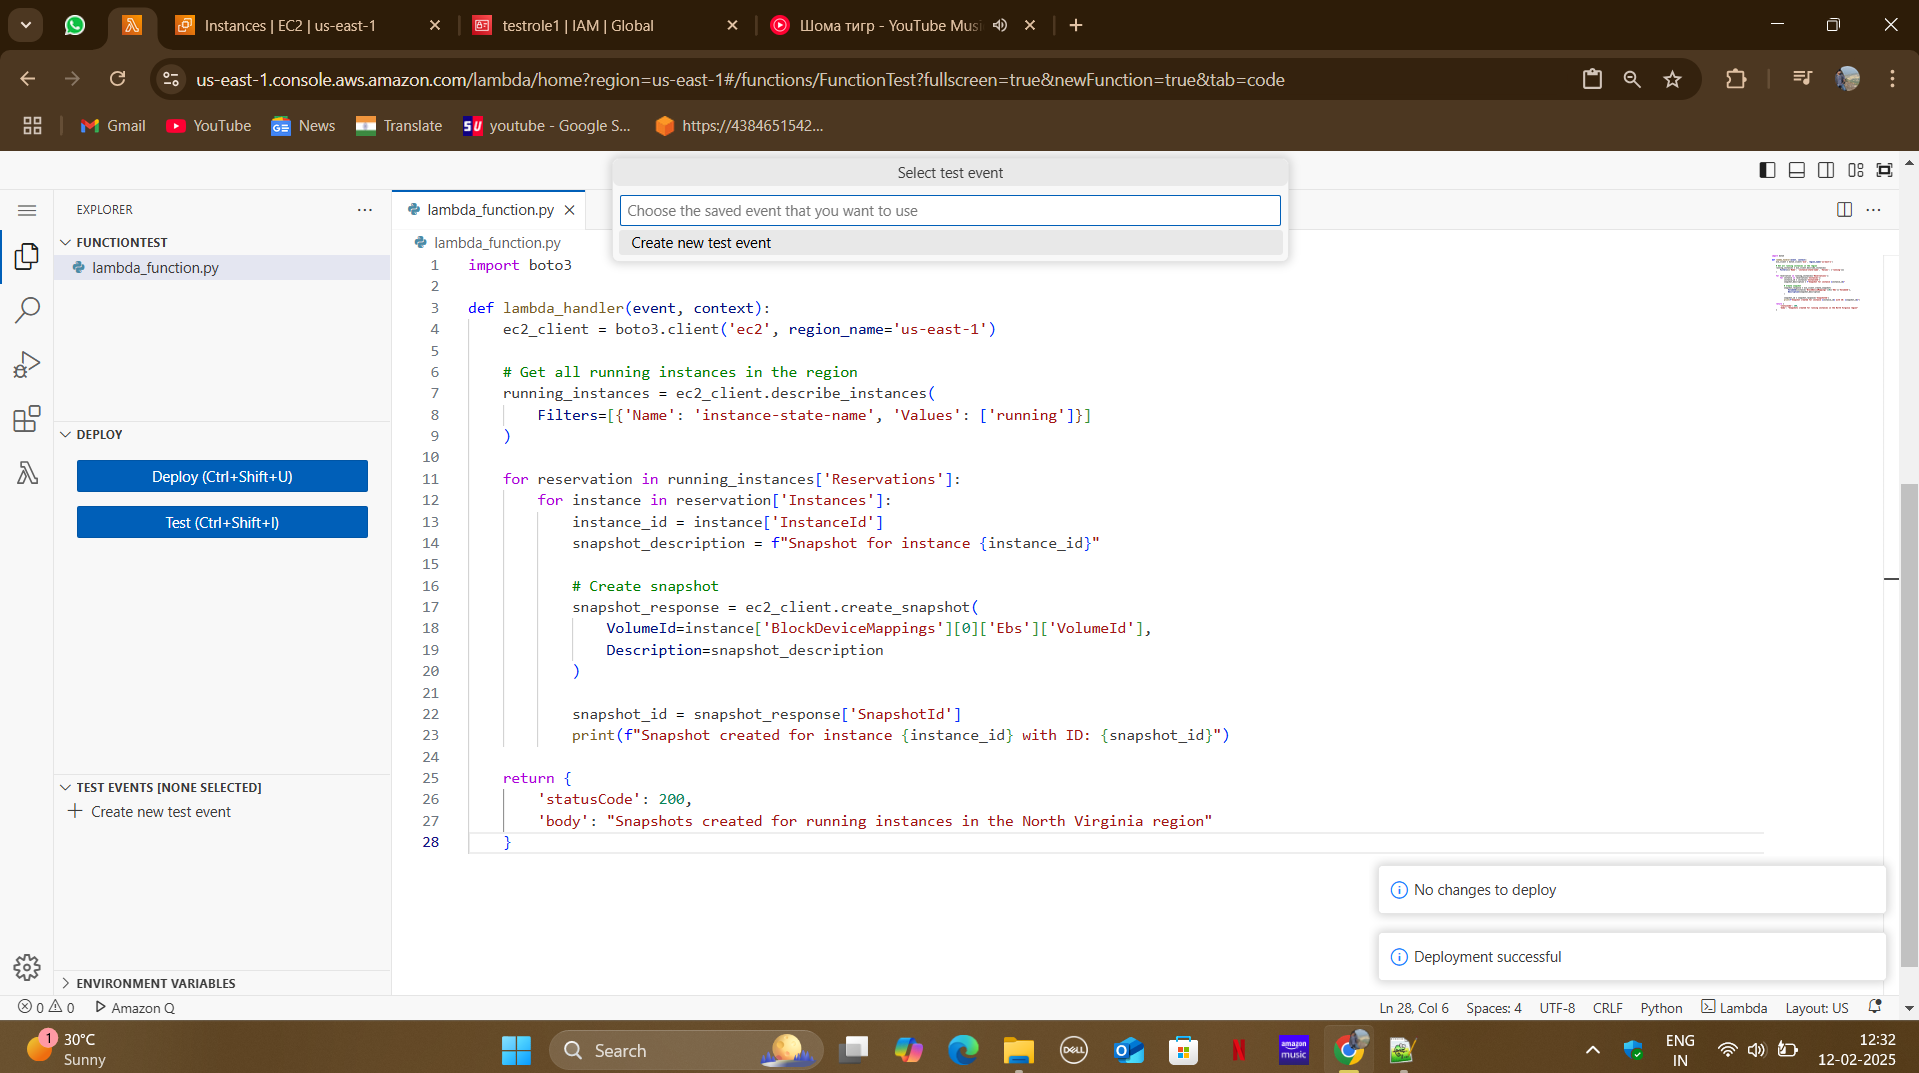 Instances | EC2 | us-east-1
testrole1 | IAM | Global
Шома тигр - YouTube Musi
us-east-1.console.aws.amazon.com/lambda/home?region=us-east-1#/functions/FunctionTest?fullscreen=true&newFunction=true&tab=code
Gmail
YouTube
News
Translate
youtube - Google S...
https://4384651542...
Select test event
Choose the saved event that you want to use
Create new test event
EXPLORER
FUNCTIONTEST
lambda_function.py
DEPLOY
Deploy (Ctrl+Shift+U)
Test (Ctrl+Shift+I)
TEST EVENTS [NONE SELECTED]
Create new test event
ENVIRONMENT VARIABLES
lambda_function.py
lambda_function.py
1 import boto3
2
3 def lambda_handler(event, context):
4     ec2_client = boto3.client('ec2', region_name='us-east-1')
5
6     # Get all running instances in the region
7     running_instances = ec2_client.describe_instances(
8         Filters=[{'Name': 'instance-state-name', 'Values': ['running']}]
9     )
10
11     for reservation in running_instances['Reservations']:
12         for instance in reservation['Instances']:
13             instance_id = instance['InstanceId']
14             snapshot_description = f"Snapshot for instance {instance_id}"
15
16             # Create snapshot
17             snapshot_response = ec2_client.create_snapshot(
18                 VolumeId=instance['BlockDeviceMappings'][0]['Ebs']['VolumeId'],
19                 Description=snapshot_description
20             )
21
22             snapshot_id = snapshot_response['SnapshotId']
23             print(f"Snapshot created for instance {instance_id} with ID: {snapshot_id}")
24
25     return {
26         'statusCode': 200,
27         'body': "Snapshots created for running instances in the North Virginia region"
28     }
No changes to deploy
Deployment successful
0 0
Amazon Q
Ln 28, Col 6
Spaces: 4
UTF-8
CRLF
Python
Lambda
Layout: US
1
30°C
Sunny
Search
DELL
amazon music
ENG
IN
12:32
12-02-2025